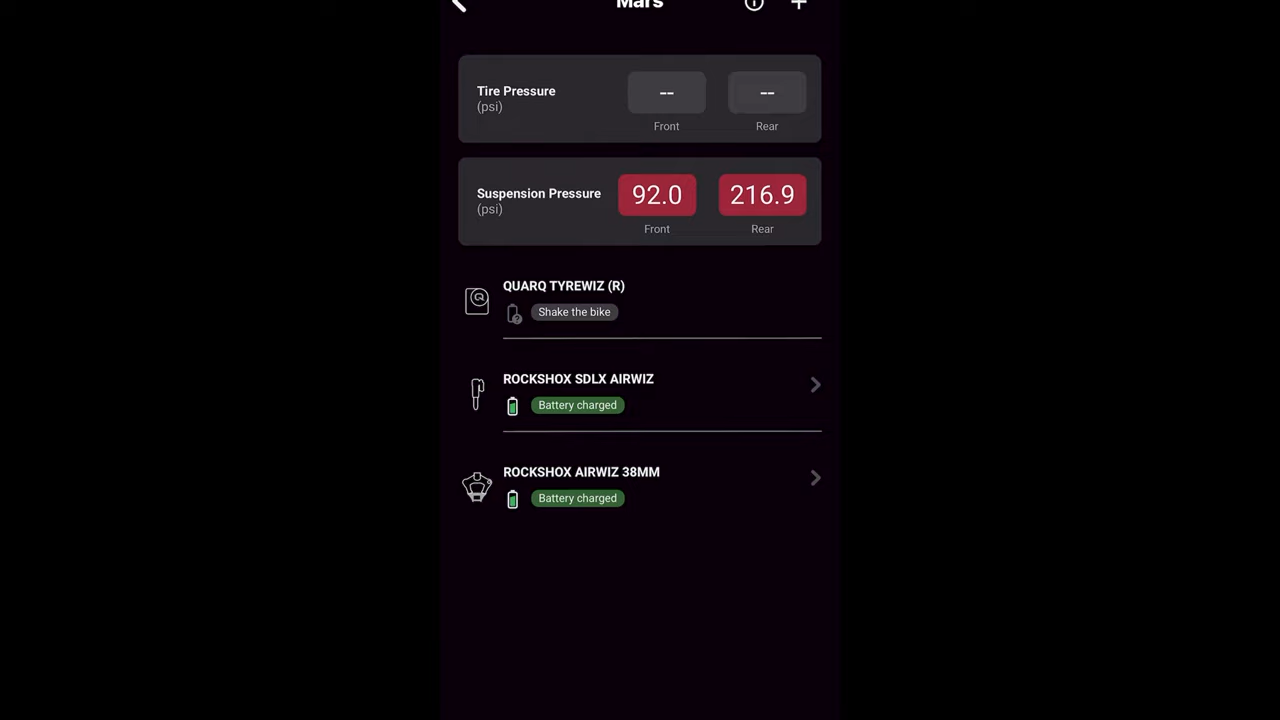 Mars
Tire Pressure
(psi)
--
--
Front
Rear
Suspension Pressure
(psi)
92.0
216.9
Front
Rear
QUARQ TYREWIZ (R)
Shake the bike
ROCKSHOX SDLX AIRWIZ
Battery charged
ROCKSHOX AIRWIZ 38MM
Battery charged